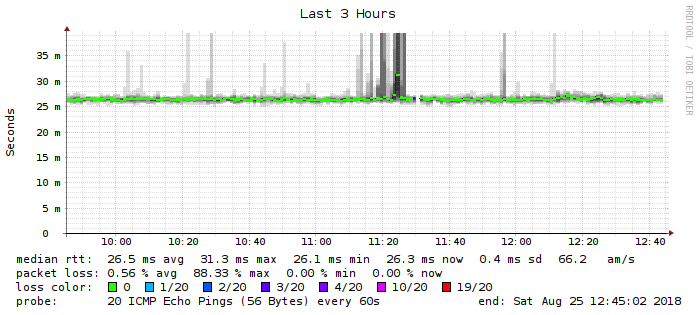 Last 3 Hours
RRDTOOL / TOBI OETIKER
Seconds
35 m
30 m
25 m
20 m
15 m
10 m
5 m
0
10:00 10:20 10:40 11:00 11:20 11:40 12:00 12:20 12:40
median rtt: 26.5 ms avg 31.3 ms max 26.1 ms min 26.3 ms now 0.4 ms sd 66.2 am/s
packet loss: 0.56 % avg 88.33 % max 0.00 % min 0.00 % now
loss color: 0 1/20 2/20 3/20 4/20 10/20 19/20
probe: 20 ICMP Echo Pings (56 Bytes) every 60s end: Sat Aug 25 12:45:02 2018